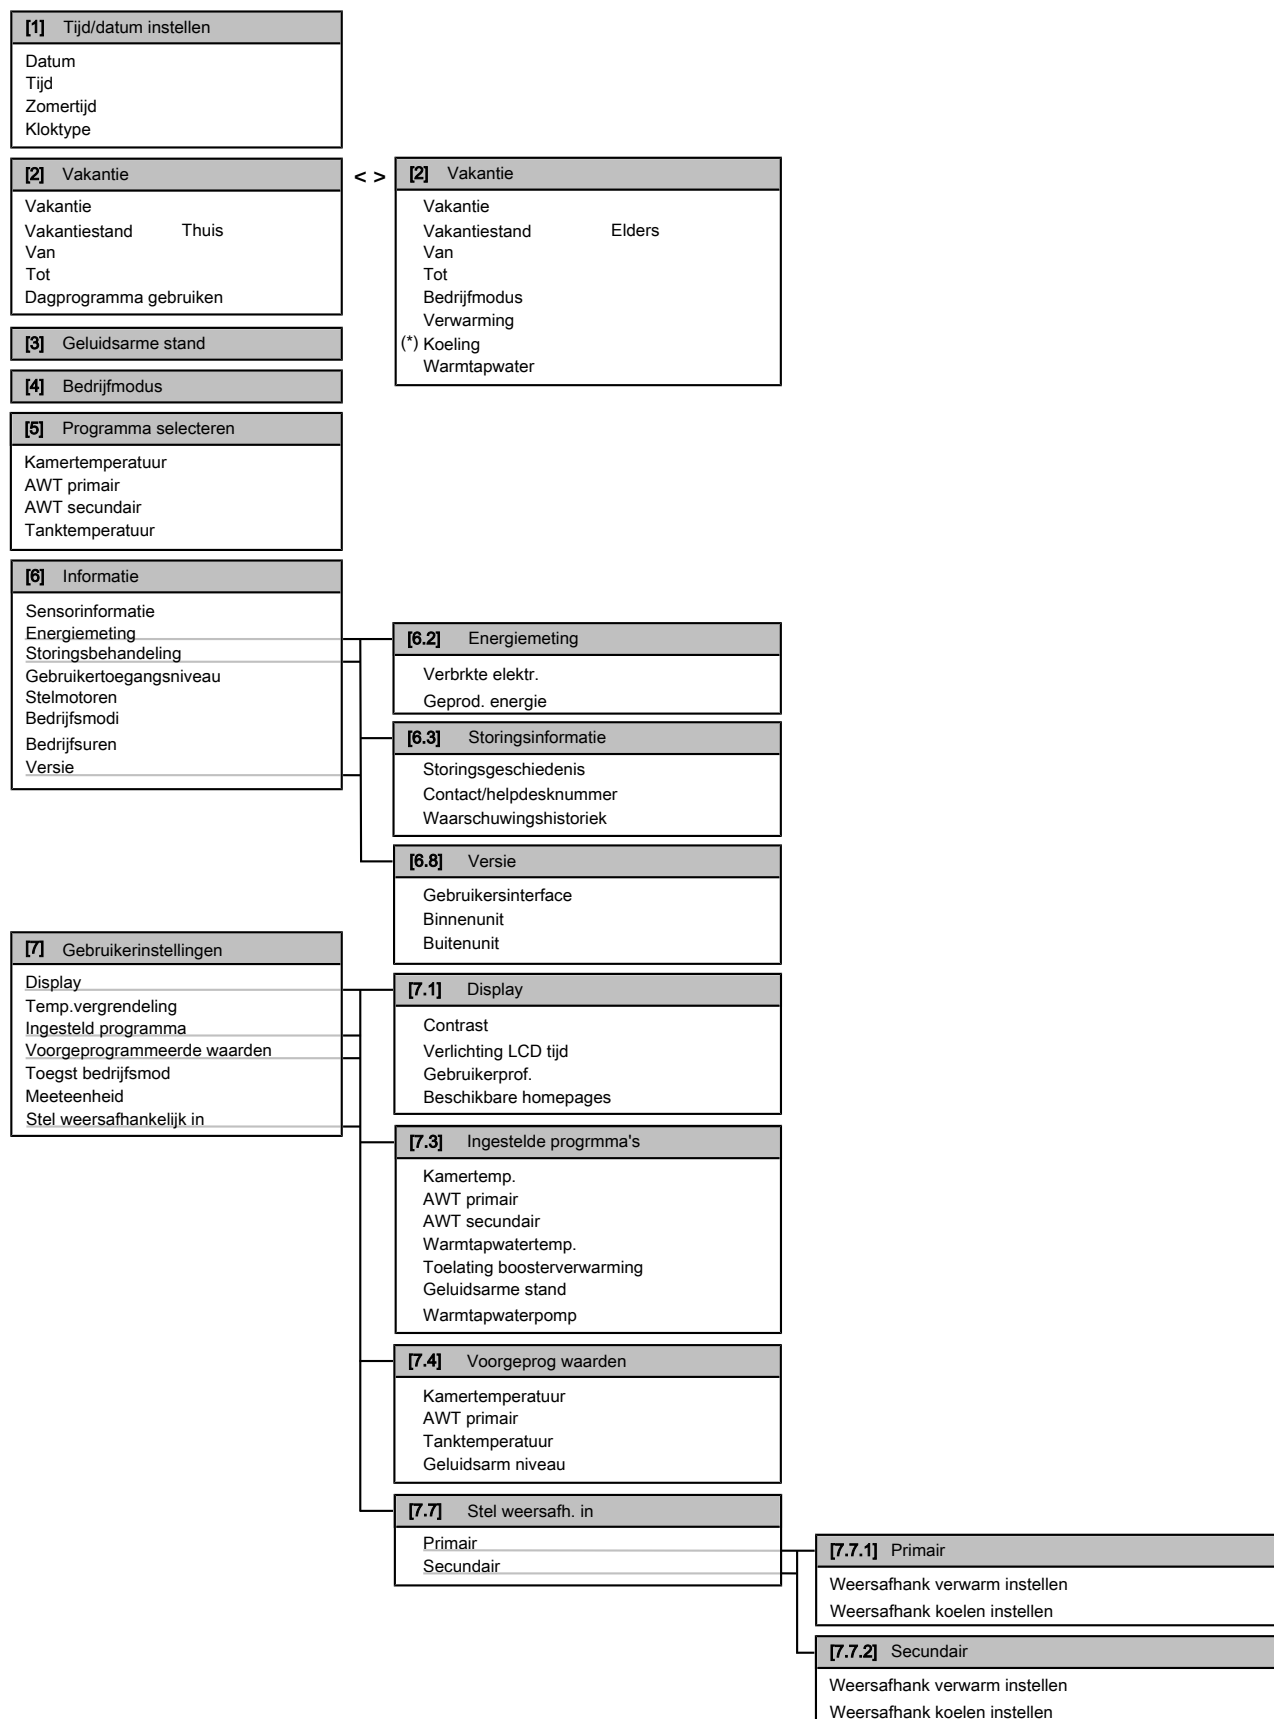 [1] Tijd/datum instellen
Datum
Tijd
Zomertijd
Kloktype
[2] Vakantie
Vakantie
Vakantiestand Thuis
Van
Tot
Dagprogramma gebruiken
< >
[2] Vakantie
Vakantie
Vakantiestand Elders
Van
Tot
Bedrijfmodus
Verwarming
(*) Koeling
Warmtapwater
[3] Geluidsarme stand
[4] Bedrijfmodus
[5] Programma selecteren
Kamertemperatuur
AWT primair
AWT secundair
Tanktemperatuur
[6] Informatie
Sensorinformatie
Energiemeting
Storingsbehandeling
Gebruikertoegangsniveau
Stelmotoren
Bedrijfsmodi
Bedrijfsuren
Versie
[6.2] Energiemeting
Verbrkte elektr.
Geprod. energie
[6.3] Storingsinformatie
Storingsgeschiedenis
Contact/helpdesknummer
Waarschuwingshistoriek
[6.8] Versie
Gebruikersinterface
Binnenunit
Buitenunit
[7] Gebruikerinstellingen
Display
Temp.vergrendeling
Ingesteld programma
Voorgeprogrammeerde waarden
Toegst bedrijfsmod
Meeteenheid
Stel weersafhankelijk in
[7.1] Display
Contrast
Verlichting LCD tijd
Gebruikerprof.
Beschikbare homepages
[7.3] Ingestelde progrmma's
Kamertemp.
AWT primair
AWT secundair
Warmtapwatertemp.
Toelating boosterverwarming
Geluidsarme stand
Warmtapwaterpomp
[7.4] Voorgeprog waarden
Kamertemperatuur
AWT primair
Tanktemperatuur
Geluidsarm niveau
[7.7] Stel weersafh. in
Primair
Secundair
[7.7.1] Primair
Weersafhank verwarm instellen
Weersafhank koelen instellen
[7.7.2] Secundair
Weersafhank verwarm instellen
Weersafhank koelen instellen